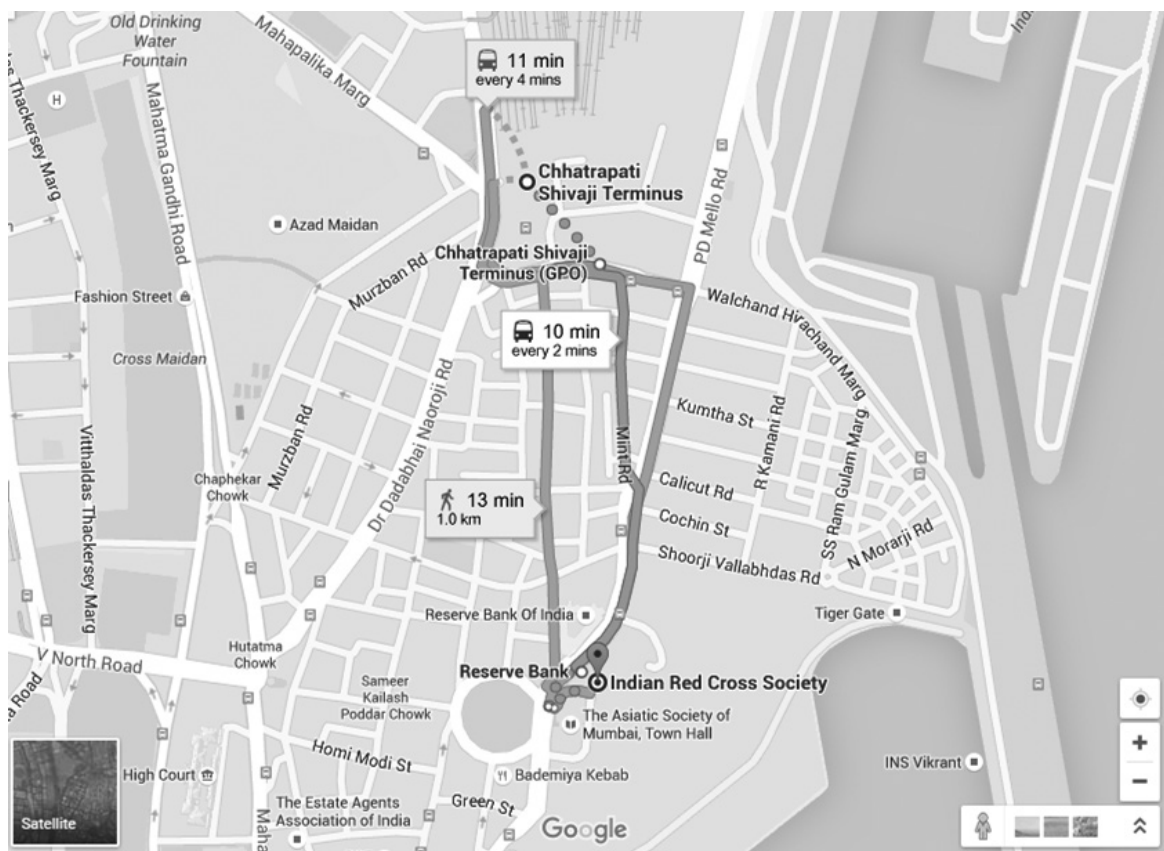 Old Drinking
Water
Fountain
Mahapalika Marg
11 min
every 4 mins
H
Thackersey Marg
Mahatma Gandhi Road
Chhatrapati
Shivaji Terminus
PD Mello Rd
Azad Maidan
Chhatrapati Shivaji
Terminus (GPO)
Murzban Rd
Fashion Street
Walchand Hirachand Marg
10 min
every 2 mins
Cross Maidan
Dr Dadabhai Naoroji Rd
Murzban Rd
Kumtha St
R Kamani Rd
Mint Rd
SS Ram Gulam Marg
Vitthaldas Thackersey Marg
Chaphekar
Chowk
13 min
1.0 km
Calicut Rd
Cochin St
N Morarji Rd
Shoorji Vallabhdas Rd
Reserve Bank Of India
Tiger Gate
Hutatma
Chowk
V North Road
Reserve Bank
Indian Red Cross Society
Sameer
Kailash
Poddar Chowk
The Asiatic Society of
Mumbai, Town Hall
Homi Modi St
High Court
Bademiya Kebab
INS Vikrant
The Estate Agents
Association of India
Green St
Satellite
Google